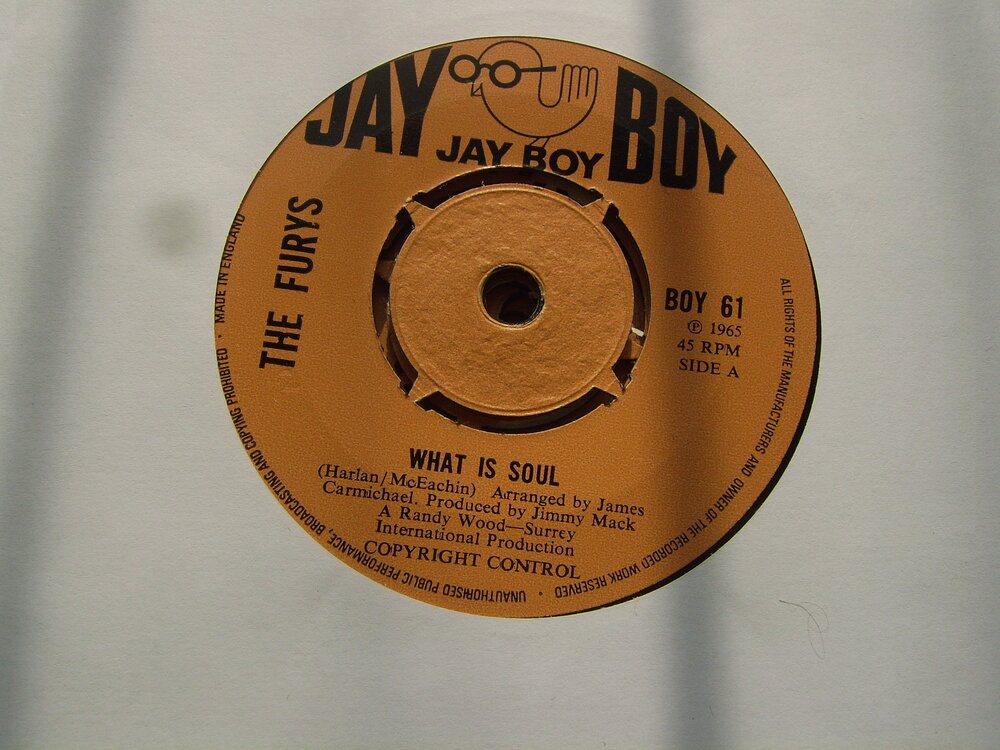 JAY BOY
JAY BOY
THE FURYS
BOY 61
℗ 1965
45 RPM
SIDE A
WHAT IS SOUL
(Harlan/McEachin) Arranged by James
Carmichael. Produced by Jimmy Mack
A Randy Wood—Surrey
International Production
COPYRIGHT CONTROL
ALL RIGHTS OF THE MANUFACTURERS AND OWNER OF THE RECORDED WORK RESERVED · UNAUTHORISED PUBLIC PERFORMANCE, BROADCASTING AND COPYING PROHIBITED · MADE IN ENGLAND